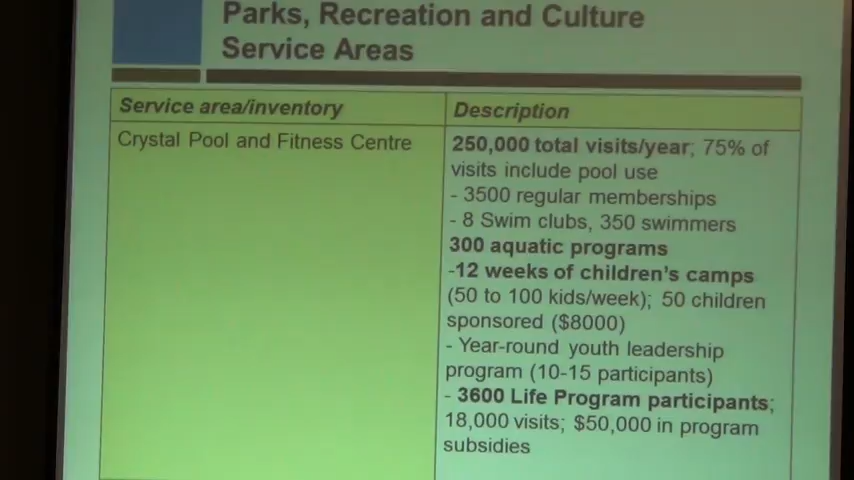 Parks, Recreation and Culture
Service Areas
Service area/inventory
Description
Crystal Pool and Fitness Centre
250,000 total visits/year; 75% of
visits include pool use
- 3500 regular memberships
- 8 Swim clubs, 350 swimmers
300 aquatic programs
-12 weeks of children's camps
(50 to 100 kids/week); 50 children
sponsored ($8000)
- Year-round youth leadership
program (10-15 participants)
- 3600 Life Program participants;
18,000 visits; $50,000 in program
subsidies